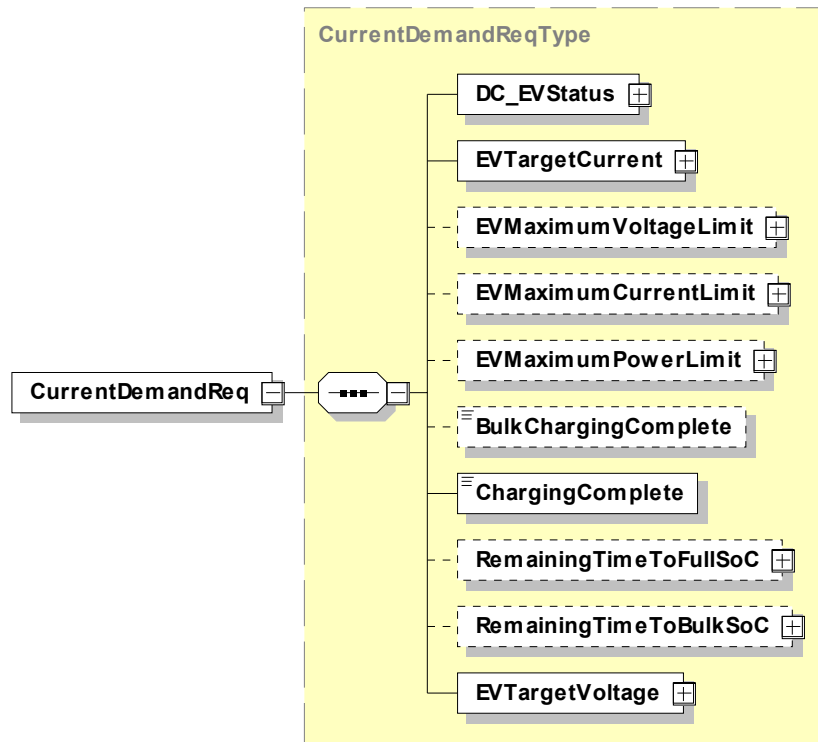 CurrentDemandReqType
DC_EVStatus
EVTargetCurrent
EVMaximumVoltageLimit
EVMaximumCurrentLimit
EVMaximumPowerLimit
CurrentDemandReq
BulkChargingComplete
ChargingComplete
RemainingTimeToFullSoC
RemainingTimeToBulkSoC
EVTargetVoltage